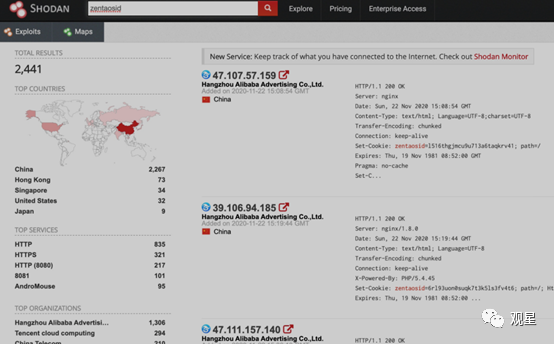 SHODAN
zentaosid
Explore
Pricing
Enterprise Access
Exploits
Maps
TOTAL RESULTS
2,441
TOP COUNTRIES
China 2,267
Hong Kong 73
Singapore 34
United States 32
Japan 9
TOP SERVICES
HTTP 835
HTTPS 321
HTTP (8080) 217
8081 101
AndroMouse 95
TOP ORGANIZATIONS
Hangzhou Alibaba Advertisi... 1,306
Tencent cloud computing 294
China Telecom 210
New Service: Keep track of what you have connected to the Internet. Check out Shodan Monitor
47.107.57.159
Hangzhou Alibaba Advertising Co.,Ltd.
Added on 2020-11-22 15:08:54 GMT
China
HTTP/1.1 200 OK
Server: nginx
Date: Sun, 22 Nov 2020 15:08:54 GMT
Content-Type: text/html; Language=UTF-8;charset=UTF-8
Transfer-Encoding: chunked
Connection: keep-alive
Set-Cookie: zentaosid=l516thgjmcu9u713a6taqkrv41; path=/
Expires: Thu, 19 Nov 1981 08:52:00 GMT
Pragma: no-cache
Set-C...
39.106.94.185
Hangzhou Alibaba Advertising Co.,Ltd.
Added on 2020-11-22 15:19:44 GMT
China
HTTP/1.1 200 OK
Server: nginx/1.8.0
Date: Sun, 22 Nov 2020 15:19:44 GMT
Content-Type: text/html; Language=UTF-8
Transfer-Encoding: chunked
Connection: keep-alive
X-Powered-By: PHP/5.4.45
Set-Cookie: path=/;
Expires: Thu, 19 Nov 1981 08:52:00 ...
47.111.157.140
Hangzhou Alibaba Advertising Co.,Ltd.
HTTP/1.1 200 OK
观星